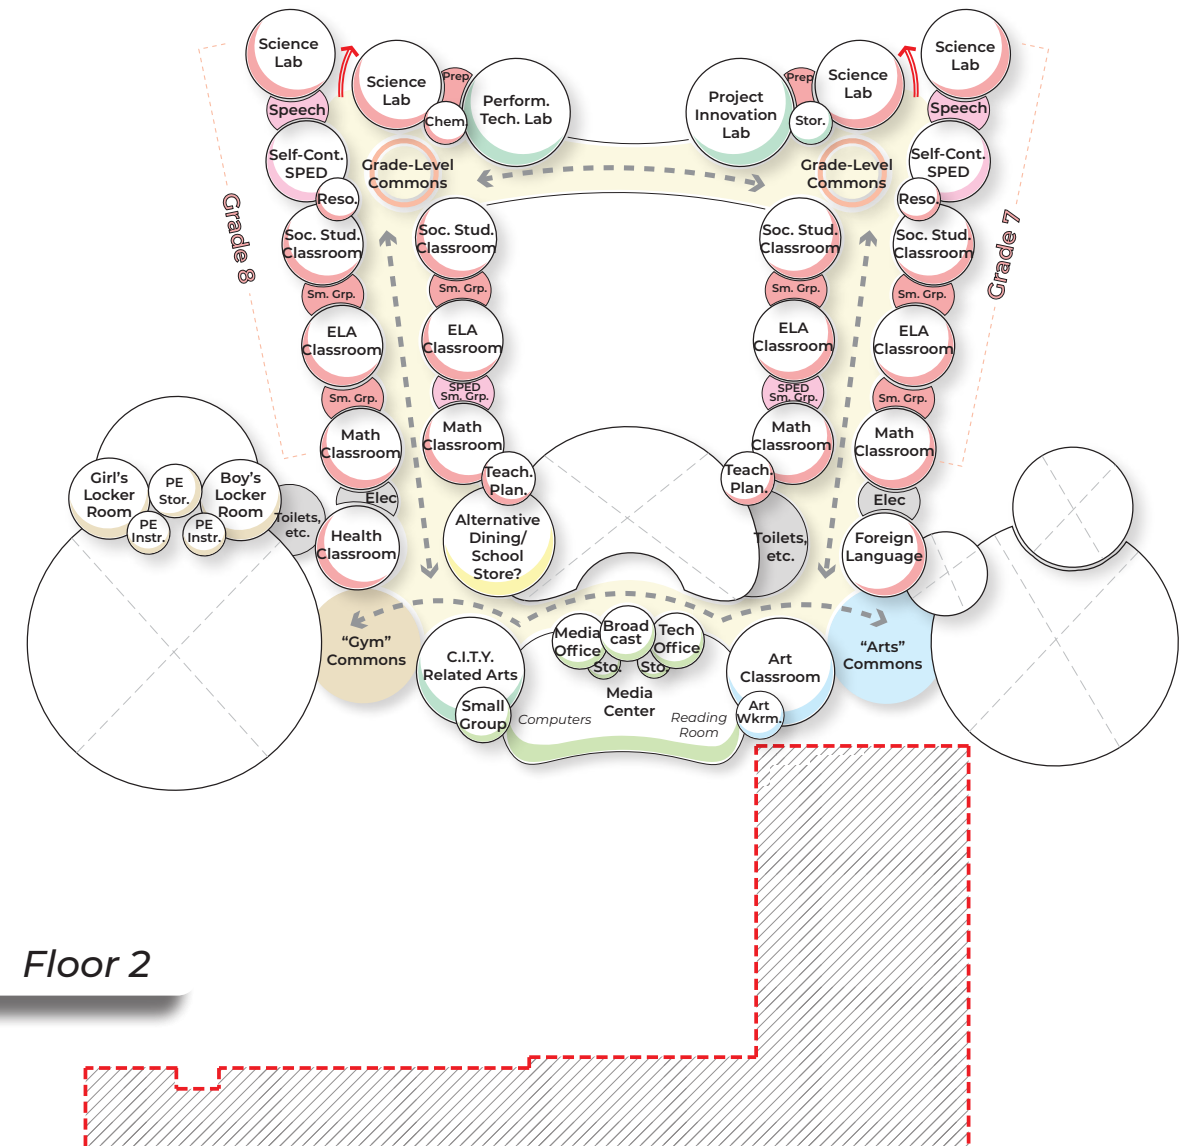 Science
Lab
Speech
Self-Cont.
SPED
Reso.
Soc. Stud.
Classroom
Sm. Grp.
ELA
Classroom
Sm. Grp.
Math
Classroom
Elec
Health
Classroom
Grade 8
Science
Lab
Prep
Chem.
Perform.
Tech. Lab
Grade-Level
Commons
Soc. Stud.
Classroom
Sm. Grp.
ELA
Classroom
SPED
Sm. Grp.
Math
Classroom
Teach.
Plan.
Alternative
Dining/
School
Store?
Project
Innovation
Lab
Prep
Stor.
Science
Lab
Grade-Level
Commons
Soc. Stud.
Classroom
Sm. Grp.
ELA
Classroom
SPED
Sm. Grp.
Math
Classroom
Teach.
Plan.
Toilets,
etc.
Science
Lab
Speech
Self-Cont.
SPED
Reso.
Soc. Stud.
Classroom
Sm. Grp.
ELA
Classroom
Sm. Grp.
Math
Classroom
Elec
Foreign
Language
Grade 7
Girl's
Locker
Room
PE
Stor.
Boy's
Locker
Room
PE
Instr.
PE
Instr.
Toilets,
etc.
“Gym”
Commons
C.I.T.Y.
Related Arts
Small
Group
Media
Office
Broad
cast
Tech
Office
Sto.
Sto.
Media
Center
Computers
Reading
Room
Art
Classroom
Art
Wkrm.
“Arts”
Commons
Floor 2